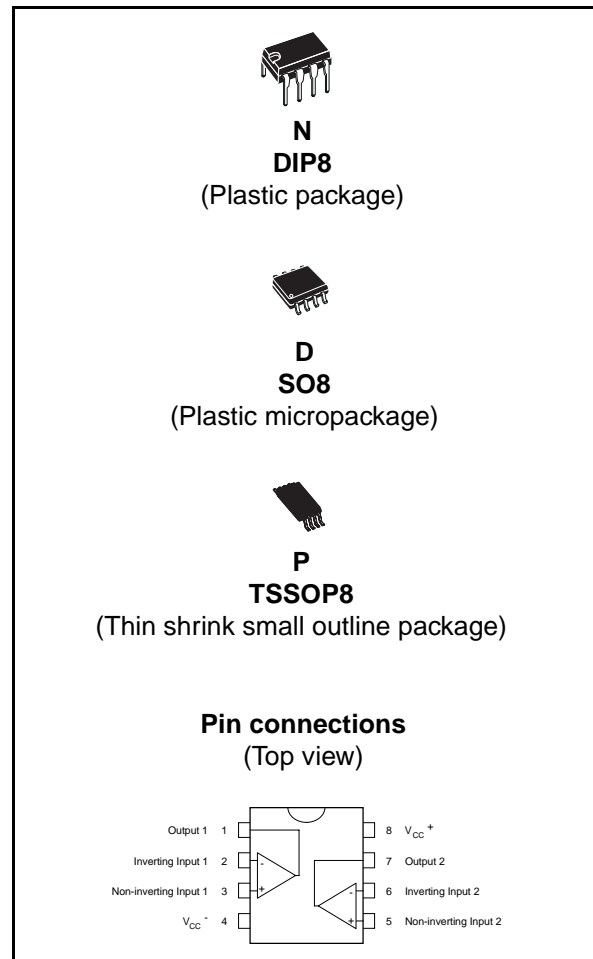 N
DIP8
(Plastic package)
D
SO8
(Plastic micropackage)
P
TSSOP8
(Thin shrink small outline package)
Pin connections
(Top view)
Output 1 1 8 VCC +
Inverting Input 1 2 - 7 Output 2
Non-inverting Input 1 3 + - 6 Inverting Input 2
VCC - 4 + 5 Non-inverting Input 2